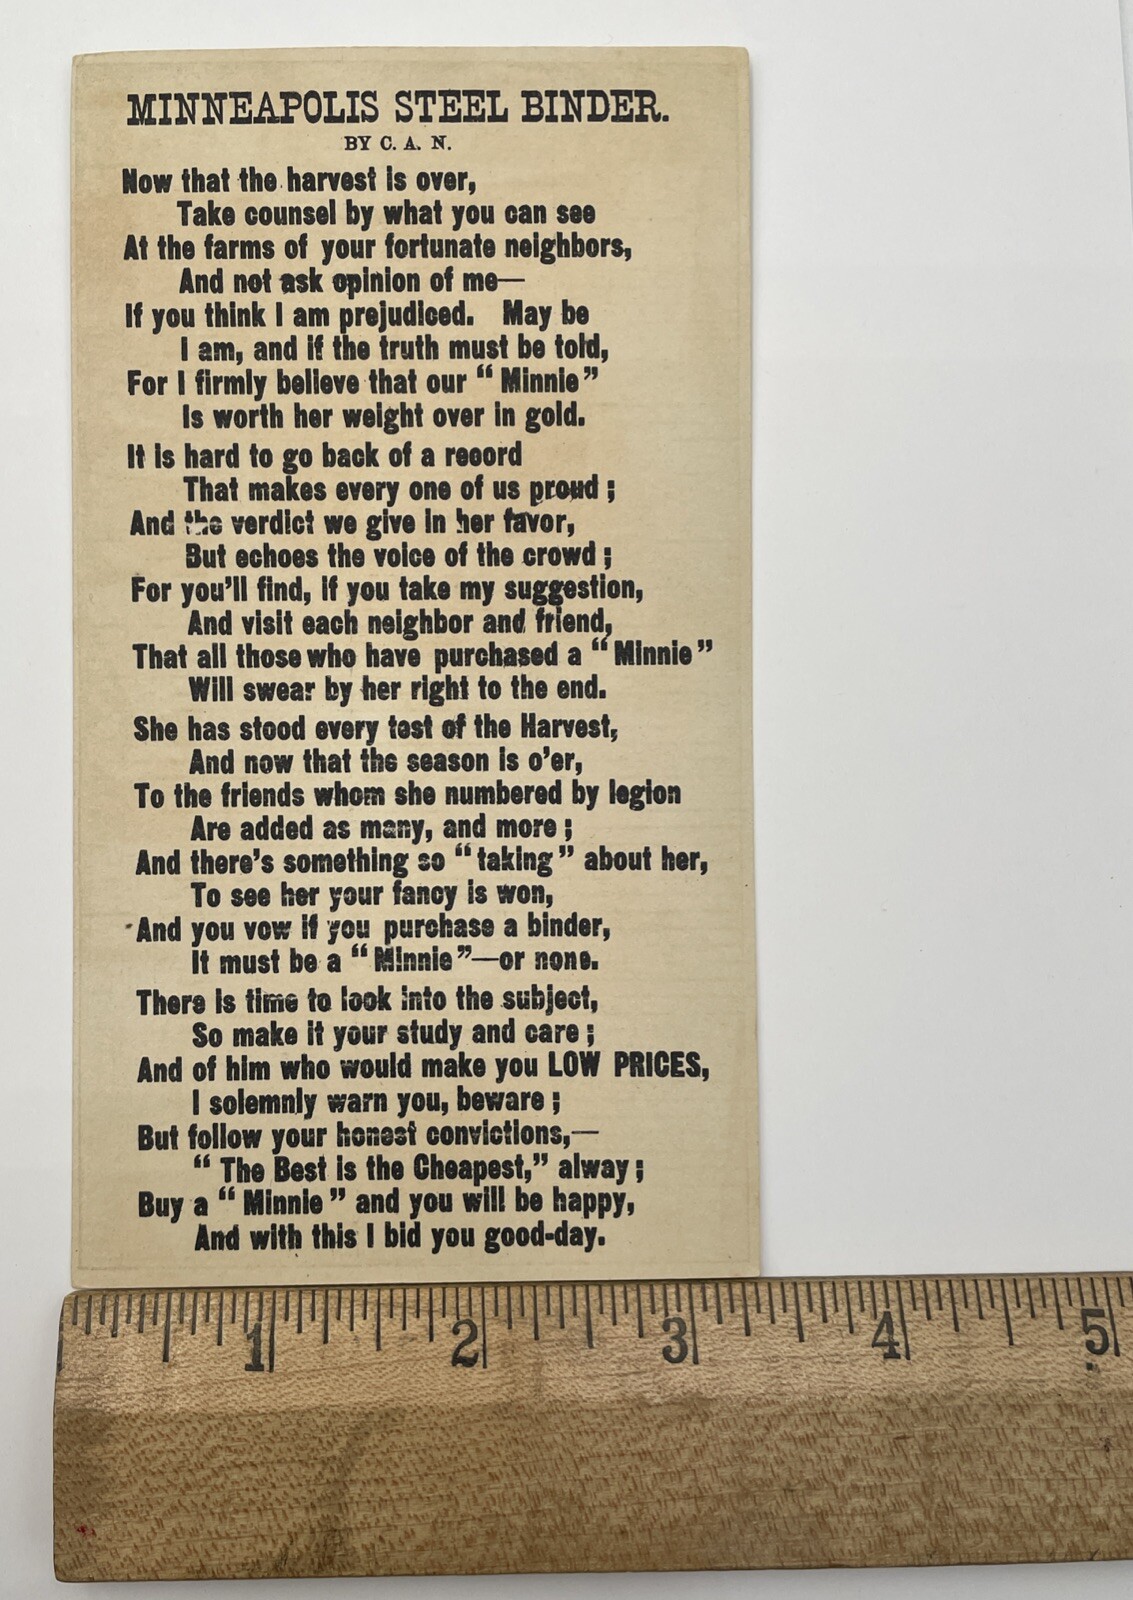 MINNEAPOLIS STEEL BINDER.
BY C. A. N.
Now that the harvest is over,
Take counsel by what you can see
At the farms of your fortunate neighbors,
And not ask opinion of me—
If you think I am prejudiced. May be
I am, and if the truth must be told,
For I firmly believe that our “ Minnie”
Is worth her weight over in gold.
It is hard to go back of a record
That makes every one of us proud ;
And the verdict we give in her favor,
But echoes the voice of the crowd ;
For you'll find, if you take my suggestion,
And visit each neighbor and friend,
That all those who have purchased a “ Minnie”
Will swear by her right to the end.
She has stood every test of the Harvest,
And now that the season is o'er,
To the friends whom she numbered by legion
Are added as many, and more ;
And there's something so “ taking” about her,
To see her your fancy is won,
And you vow if you purchase a binder,
It must be a “ Minnie”—or none.
There is time to look into the subject,
So make it your study and care ;
And of him who would make you LOW PRICES,
I solemnly warn you, beware ;
But follow your honest convictions,—
“ The Best is the Cheapest,” alway ;
Buy a “ Minnie” and you will be happy,
And with this I bid you good-day.
1 2 3 4 5